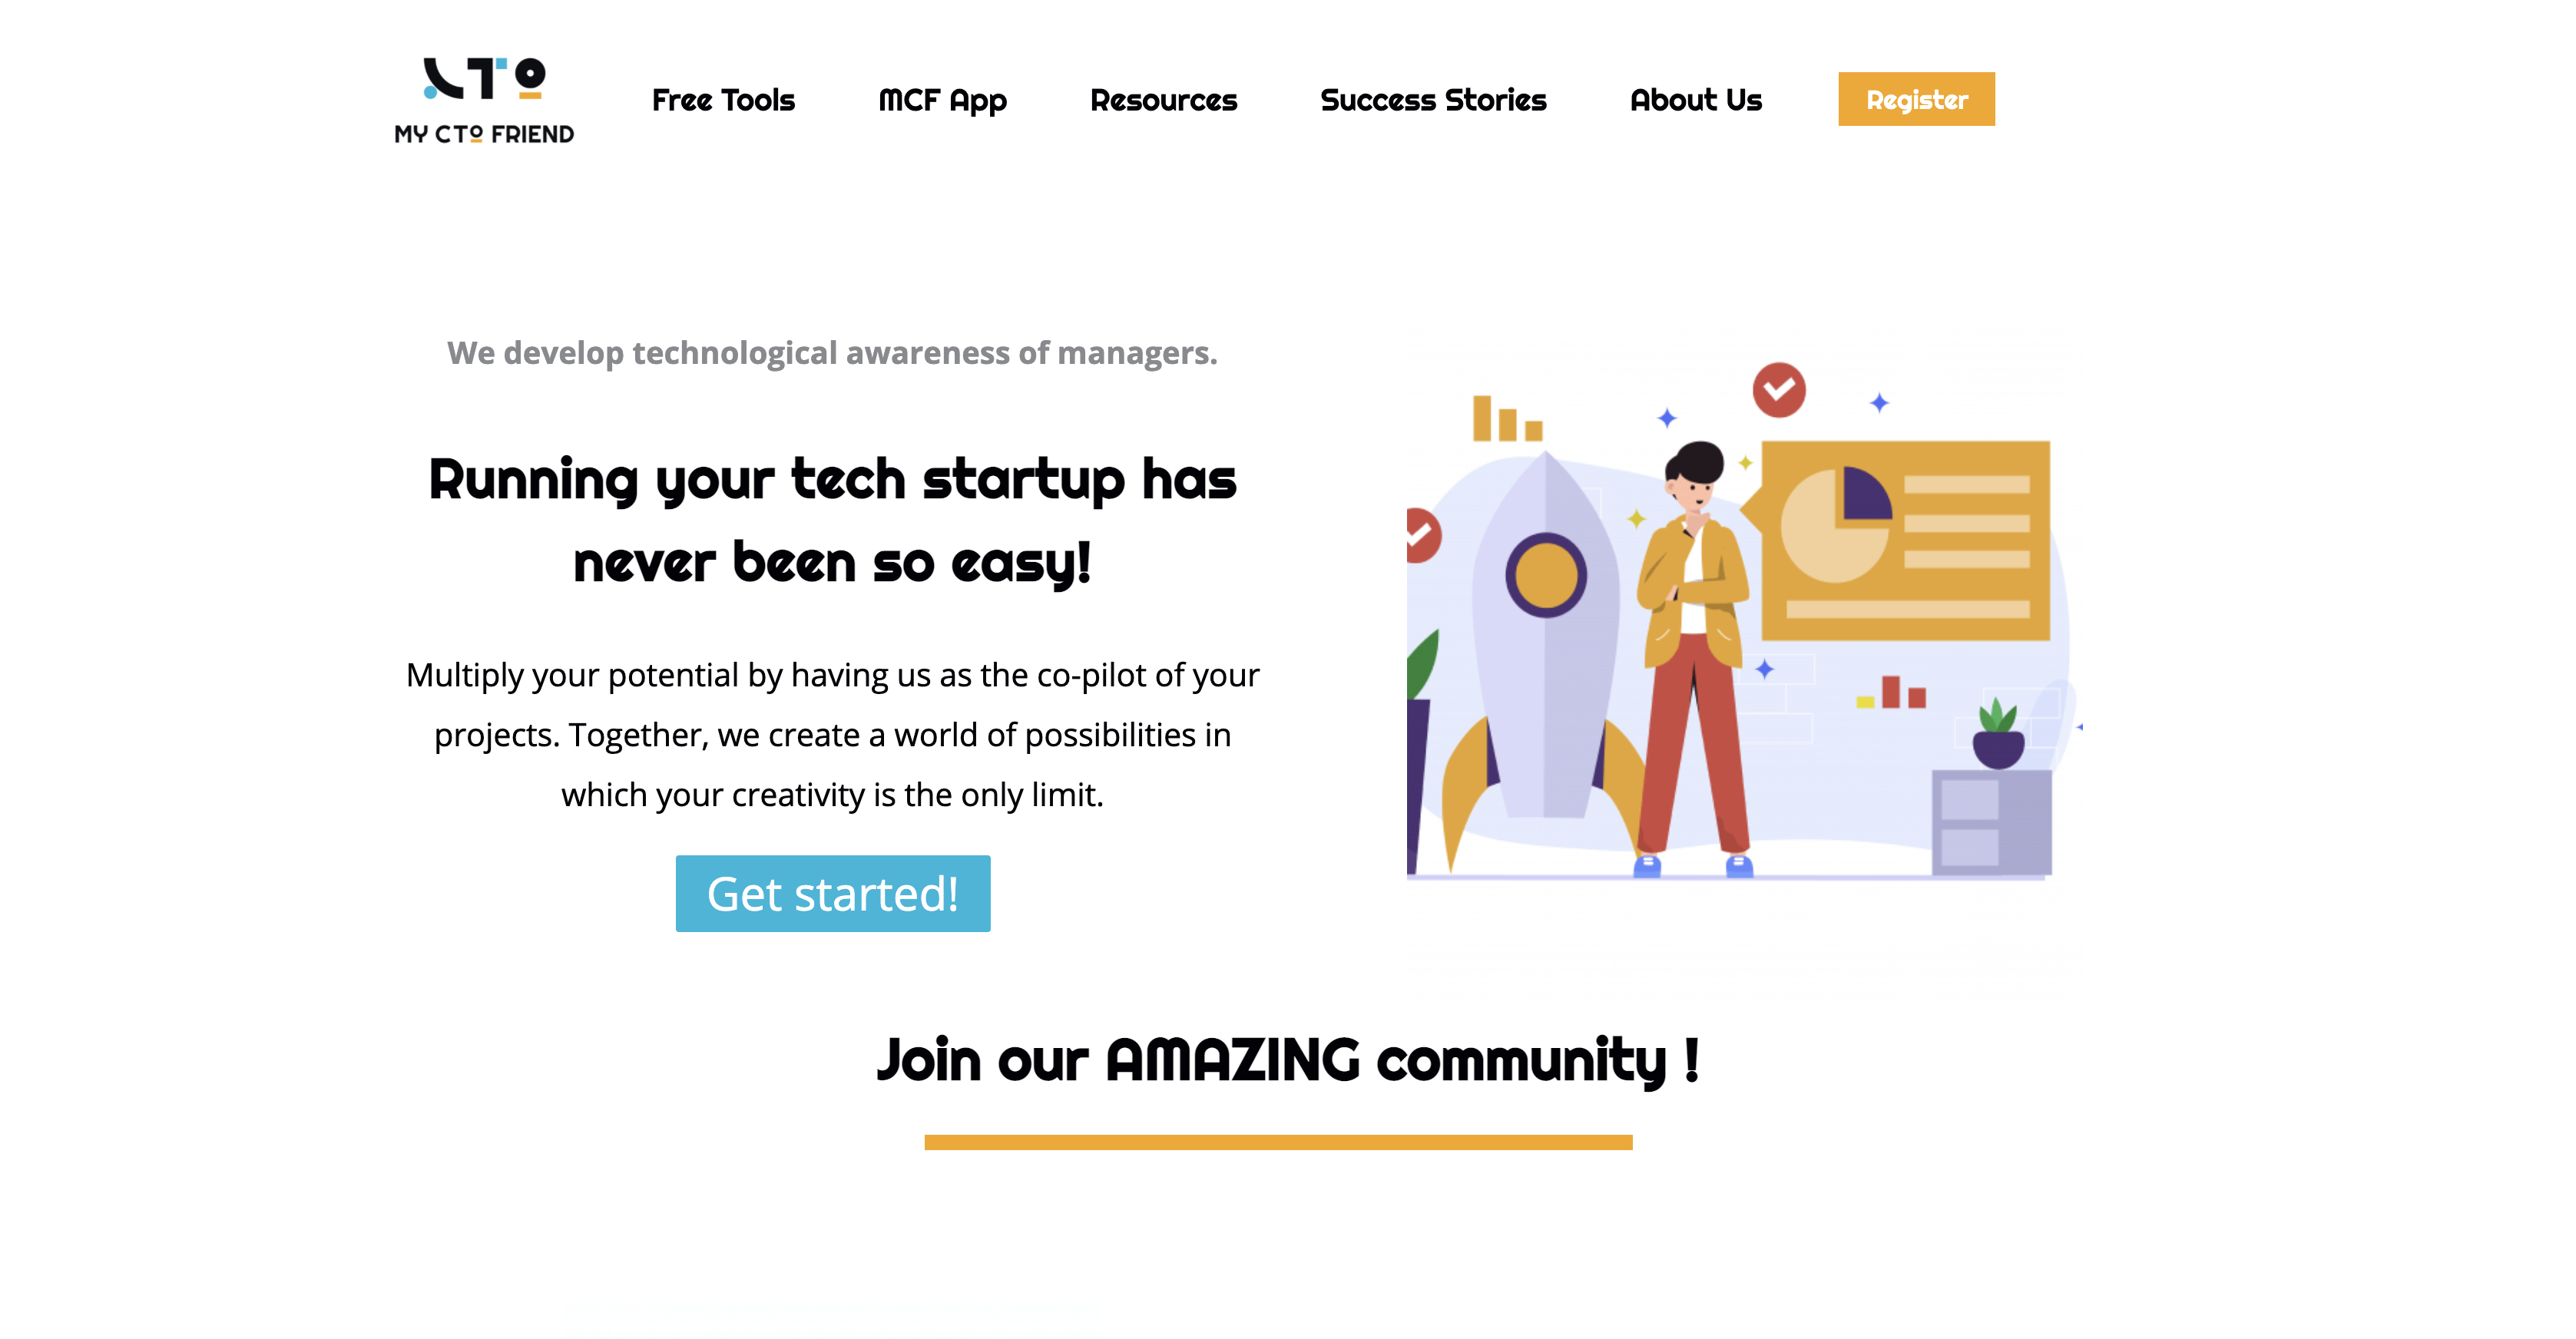 MY CTO FRIEND
Free Tools
MCF App
Resources
Success Stories
About Us
Register
We develop technological awareness of managers.
Running your tech startup has
never been so easy!
Multiply your potential by having us as the co-pilot of your
projects. Together, we create a world of possibilities in
which your creativity is the only limit.
Get started!
Join our AMAZING community !